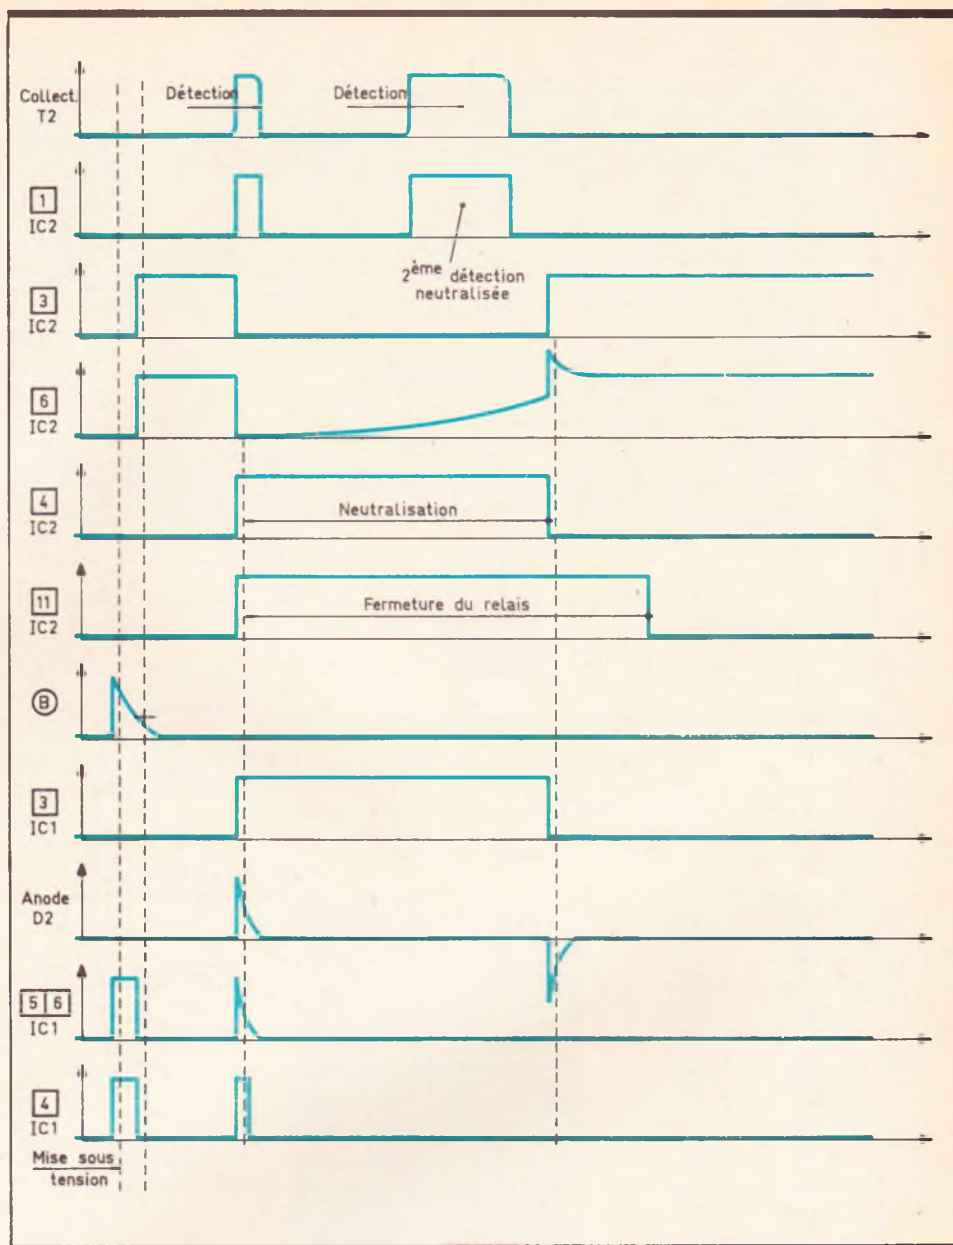 Collect.
T2
Détection
Détection
1
IC2
2ème détection
neutralisée
3
IC2
6
IC2
4
IC2
Neutralisation
11
IC2
Fermeture du relais
B
3
IC1
Anode
D2
5 6
IC1
4
IC1
Mise sous
tension